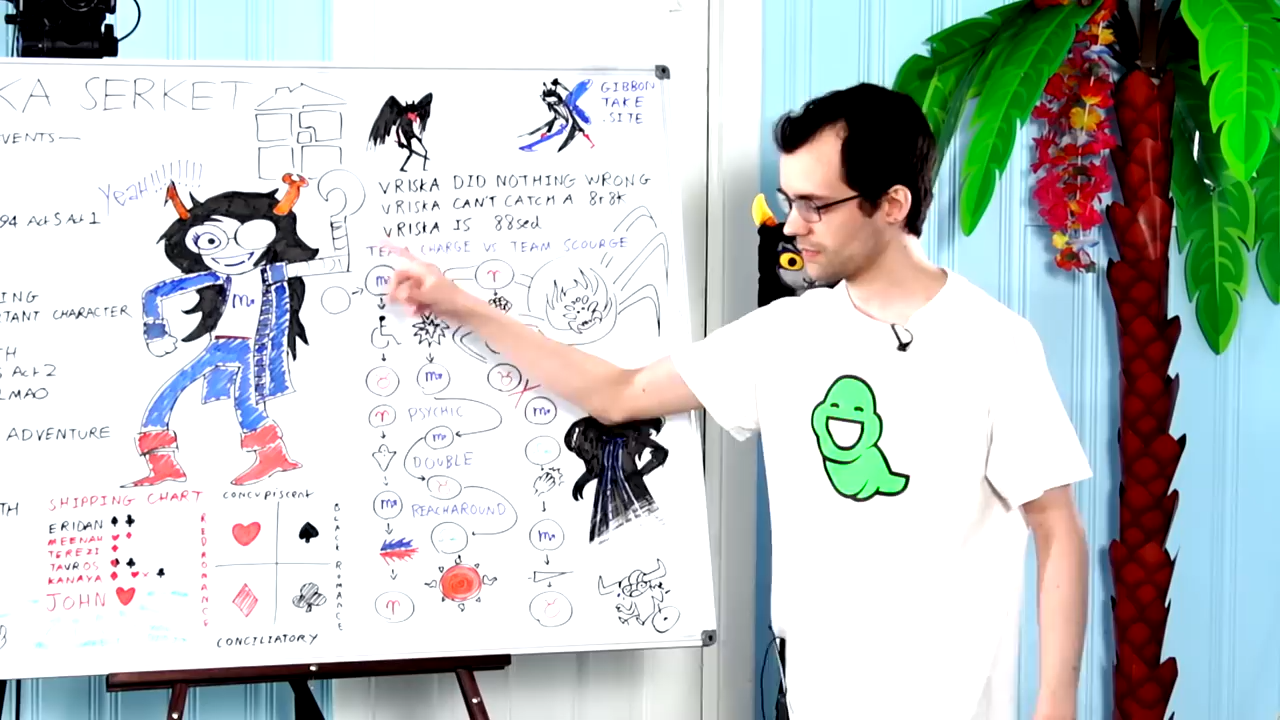 KA SERKET
VENTS—
Yeah!!!!!!!!
94 Act 5 Act 1
ING
RTANT CHARACTER
TH
Act 2
LMAO
ADVENTURE
TH
GIBBON
TAKE
.SITE
VRISKA DID NOTHING WRONG
VRISKA CAN'T CATCH A 8r8k
VRISKA IS 88sed
TEAM CHARGE VS TEAM SCOURGE
PSYCHIC
DOUBLE
REACHAROUND
SHIPPING CHART
ERIDAN ♠ ♣
MEENAH ♥ ♦
TEREZI ♦
TAVROS ♦ ♣
KANAYA ♦ ♥ × ♠
JOHN ♥
CONCUPISCENT
RED ROMANCE
BLACK ROMANCE
CONCILIATORY